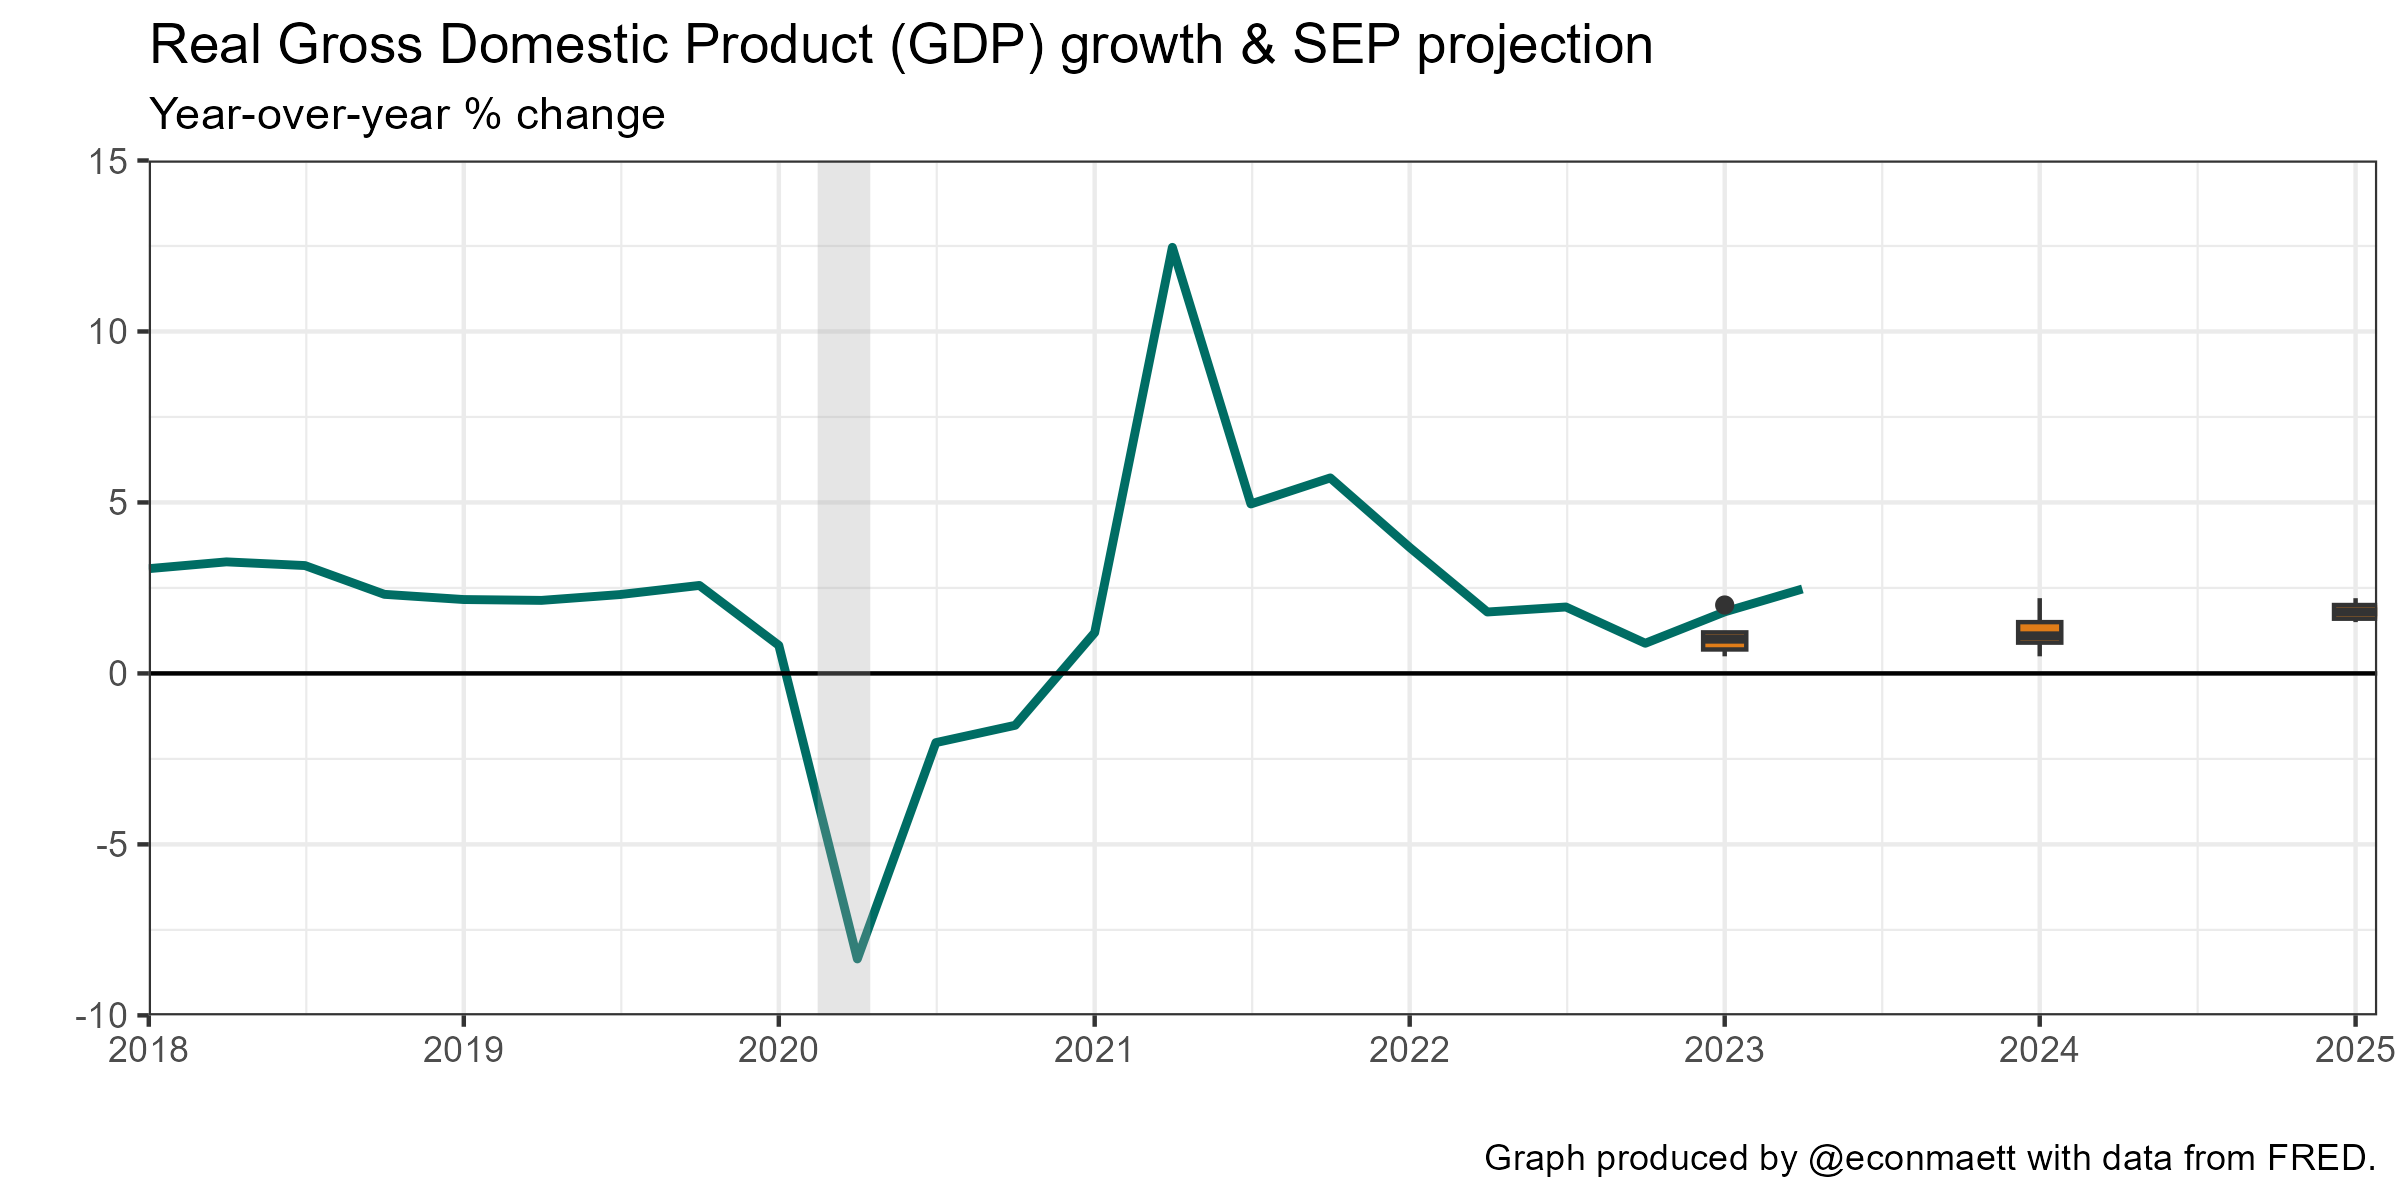 Real Gross Domestic Product (GDP) growth & SEP projection
Year-over-year % change
15
10
5
0
-5
-10
2018 2019 2020 2021 2022 2023 2024 2025
Graph produced by @econmaett with data from FRED.